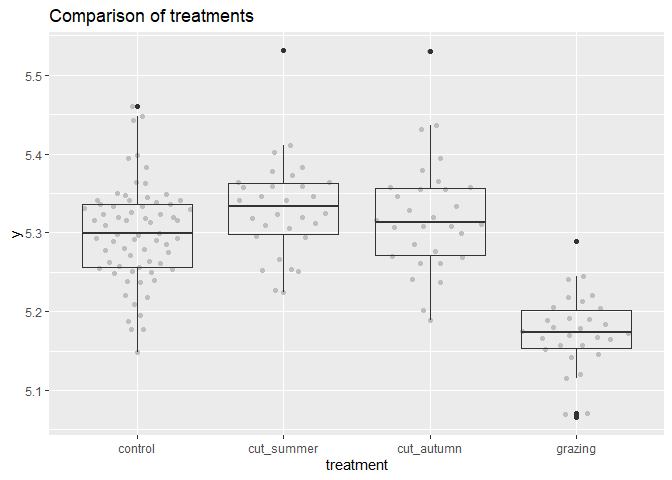 Comparison of treatments
y
5.5
5.4
5.3
5.2
5.1
control cut_summer cut_autumn grazing
treatment